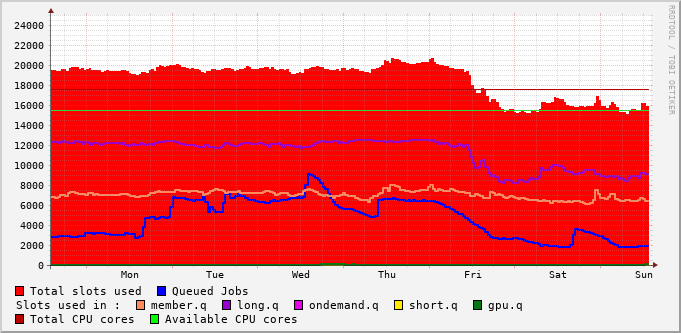 24000
22000
20000
18000
16000
14000
12000
10000
8000
6000
4000
2000
0
Mon Tue Wed Thu Fri Sat Sun
RRDTOOL / TOBI OETIKER
Total slots used Queued Jobs
Slots used in : member.q long.q ondemand.q short.q gpu.q
Total CPU cores Available CPU cores